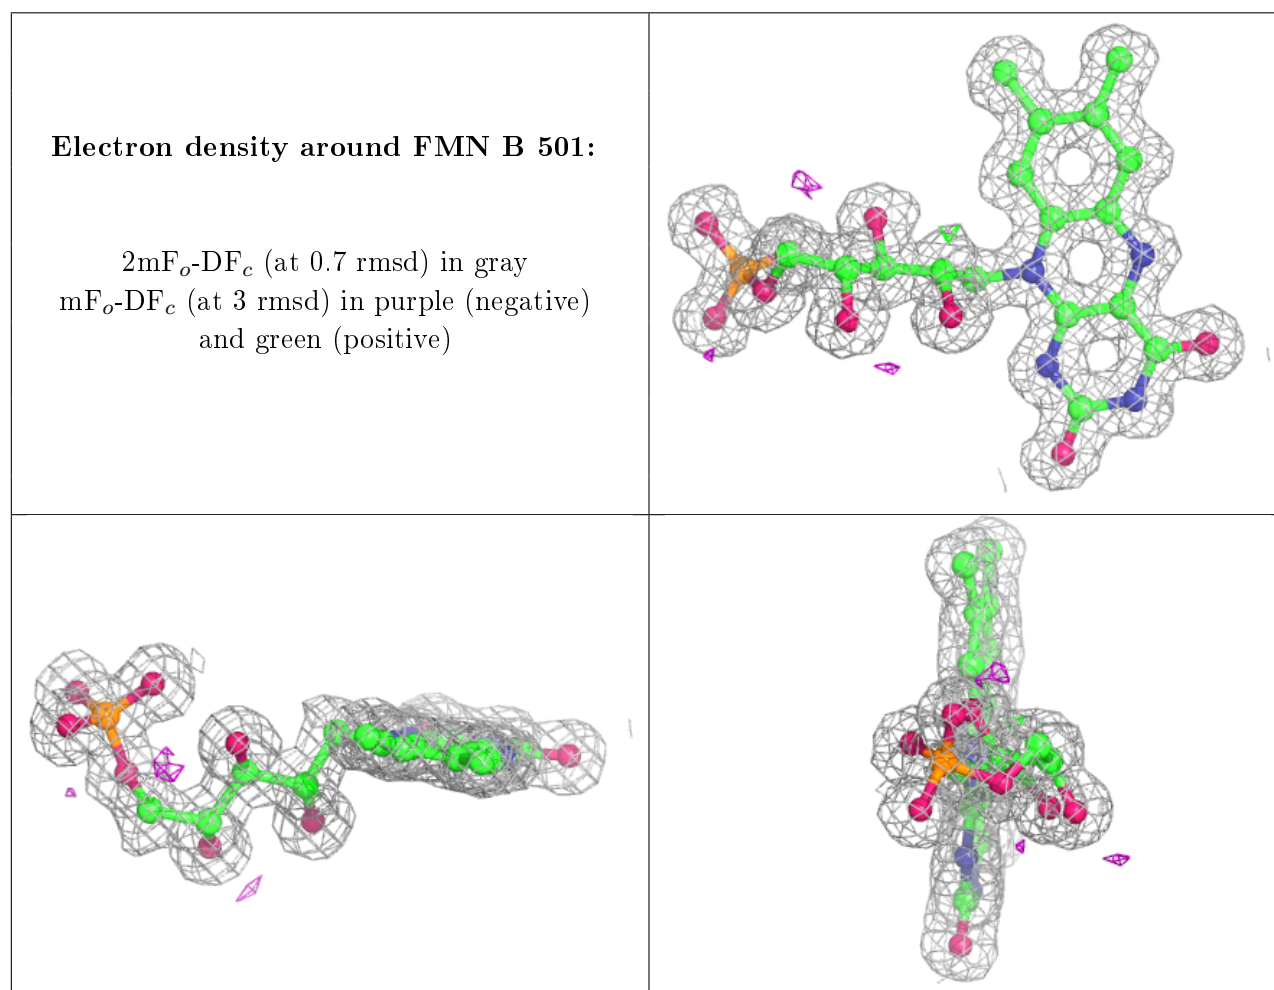 Electron density around FMN B 501:
2mFo-DFc (at 0.7 rmsd) in gray
mFo-DFc (at 3 rmsd) in purple (negative)
and green (positive)